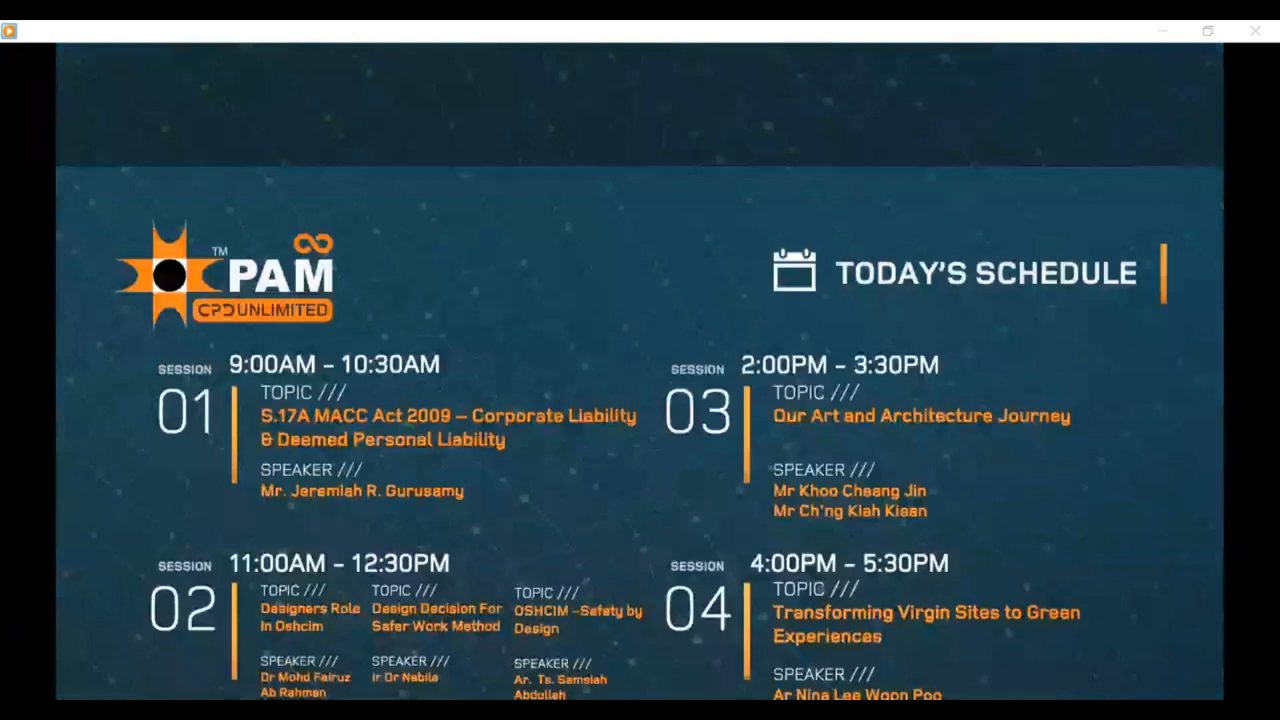 TM
PAM
CPD UNLIMITED
TODAY'S SCHEDULE
SESSION
01
9:00AM – 10:30AM
TOPIC ///
S.17A MACC Act 2009 – Corporate Liability
& Deemed Personal Liability
SPEAKER ///
Mr. Jeremiah R. Gurusamy
SESSION
02
11:00AM – 12:30PM
TOPIC ///
Designers Role
In Oshcim
SPEAKER ///
Dr Mohd Fairuz
Ab Rahman
TOPIC ///
Design Decision For
Safer Work Method
SPEAKER ///
Ir Dr Nabila
TOPIC ///
OSHCIM –Safety by
Design
SPEAKER ///
Ar. Ts. Samsiah
Abdullah
SESSION
03
2:00PM – 3:30PM
TOPIC ///
Our Art and Architecture Journey
SPEAKER ///
Mr Khoo Cheang Jin
Mr Ch'ng Kiah Kiean
SESSION
04
4:00PM – 5:30PM
TOPIC ///
Transforming Virgin Sites to Green
Experiences
SPEAKER ///
Ar Nina Lee Woon Poo